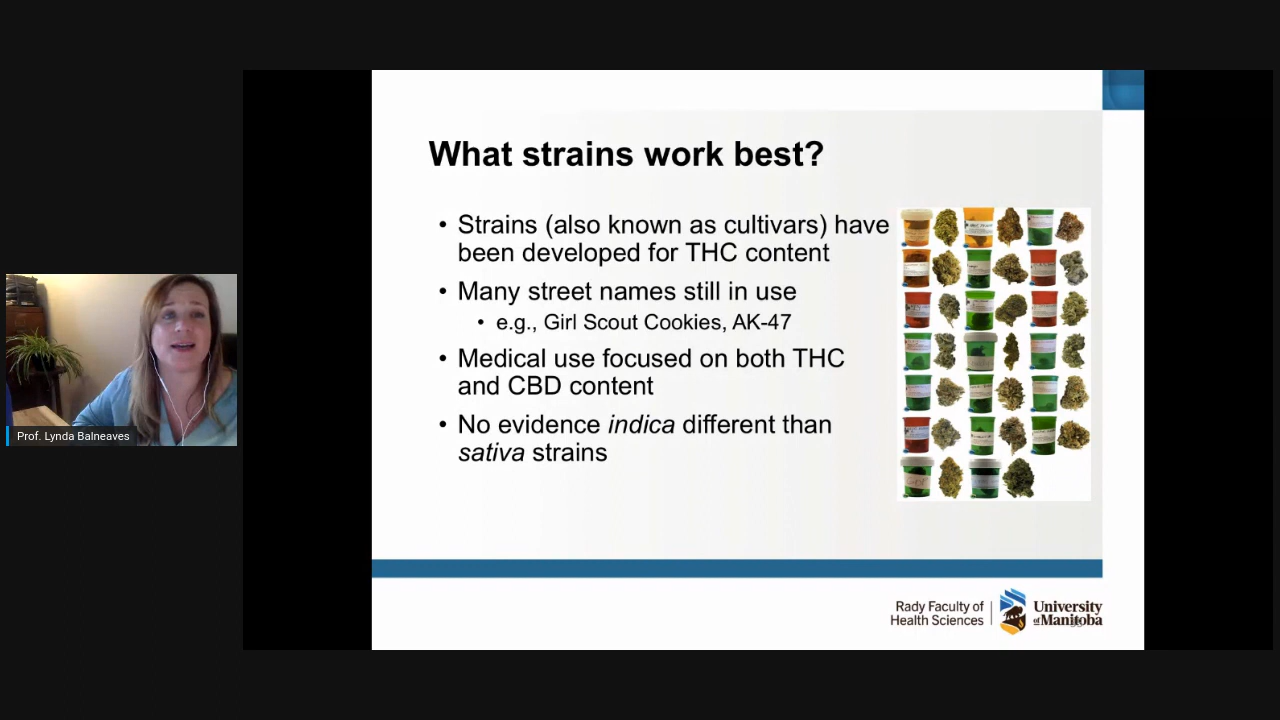 What strains work best?
• Strains (also known as cultivars) have
been developed for THC content
• Many street names still in use
• e.g., Girl Scout Cookies, AK-47
• Medical use focused on both THC
and CBD content
• No evidence indica different than
sativa strains
Prof. Lynda Balneaves
Rady Faculty of
Health Sciences
University
of Manitoba